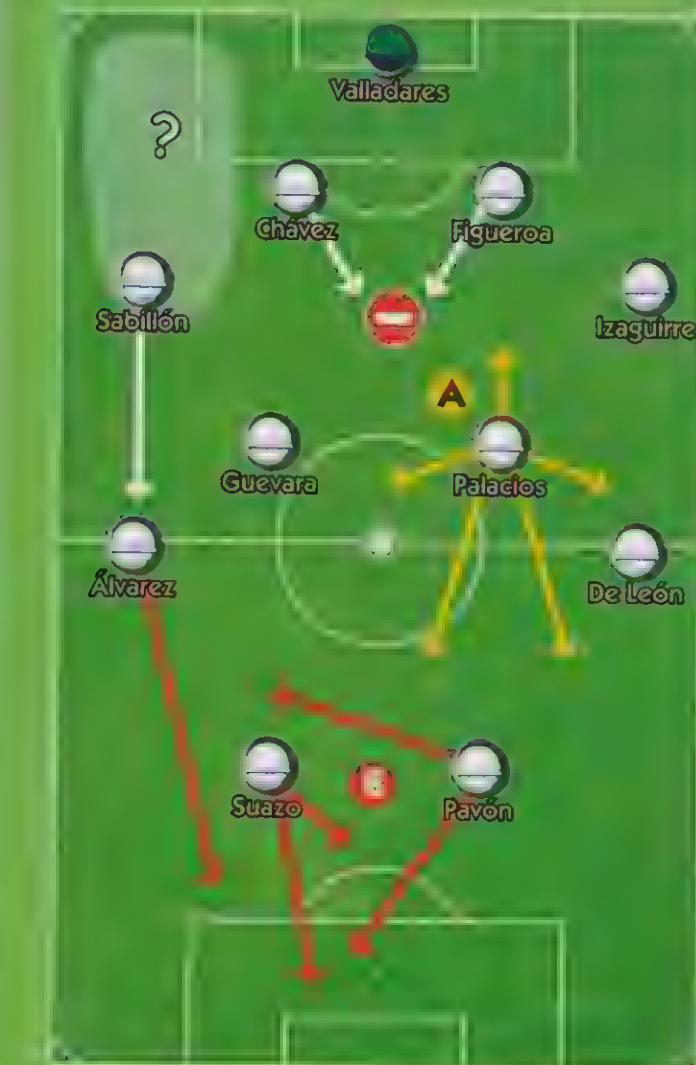 Valladares
?
Chávez
Figueroa
Sabillón
Izaguirre
A
Guevara
Palacios
Álvarez
De León
Suazo
Pavón